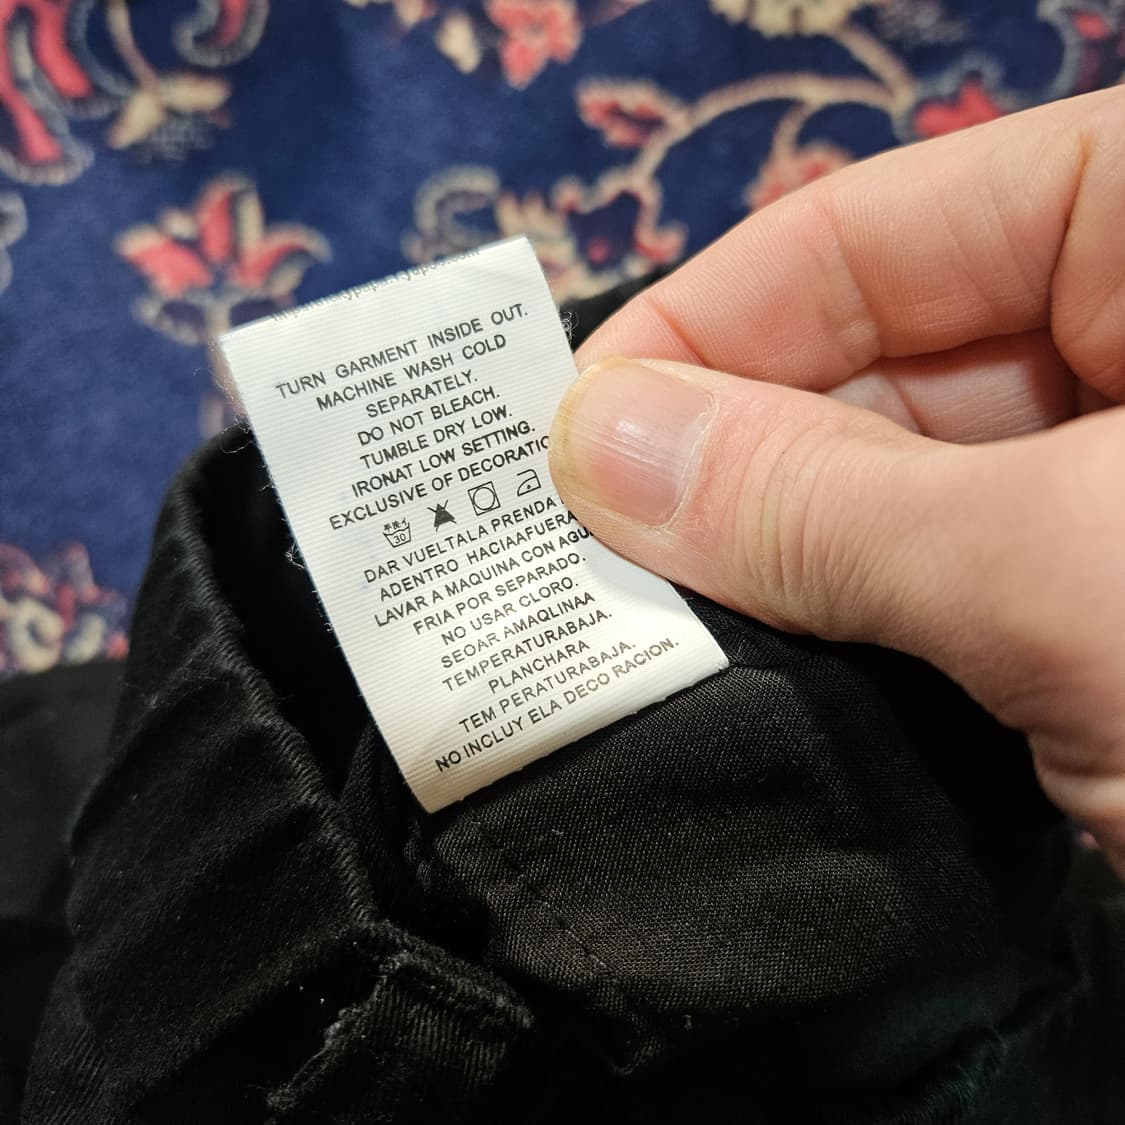 TURN GARMENT INSIDE OUT.
MACHINE WASH COLD
SEPARATELY.
DO NOT BLEACH.
TUMBLE DRY LOW.
IRONAT LOW SETTING.
EXCLUSIVE OF DECORATIO
30
DAR VUELTALA PRENDA
ADENTRO HACIAAFUERA
LAVAR A MAQUINA CON AGU
FRIA POR SEPARADO.
NO USAR CLORO.
SEOAR AMAQLINAA
TEMPERATURABAJA.
PLANCHARA
TEM PERATURABAJA.
NO INCLUY ELA DECO RACION.